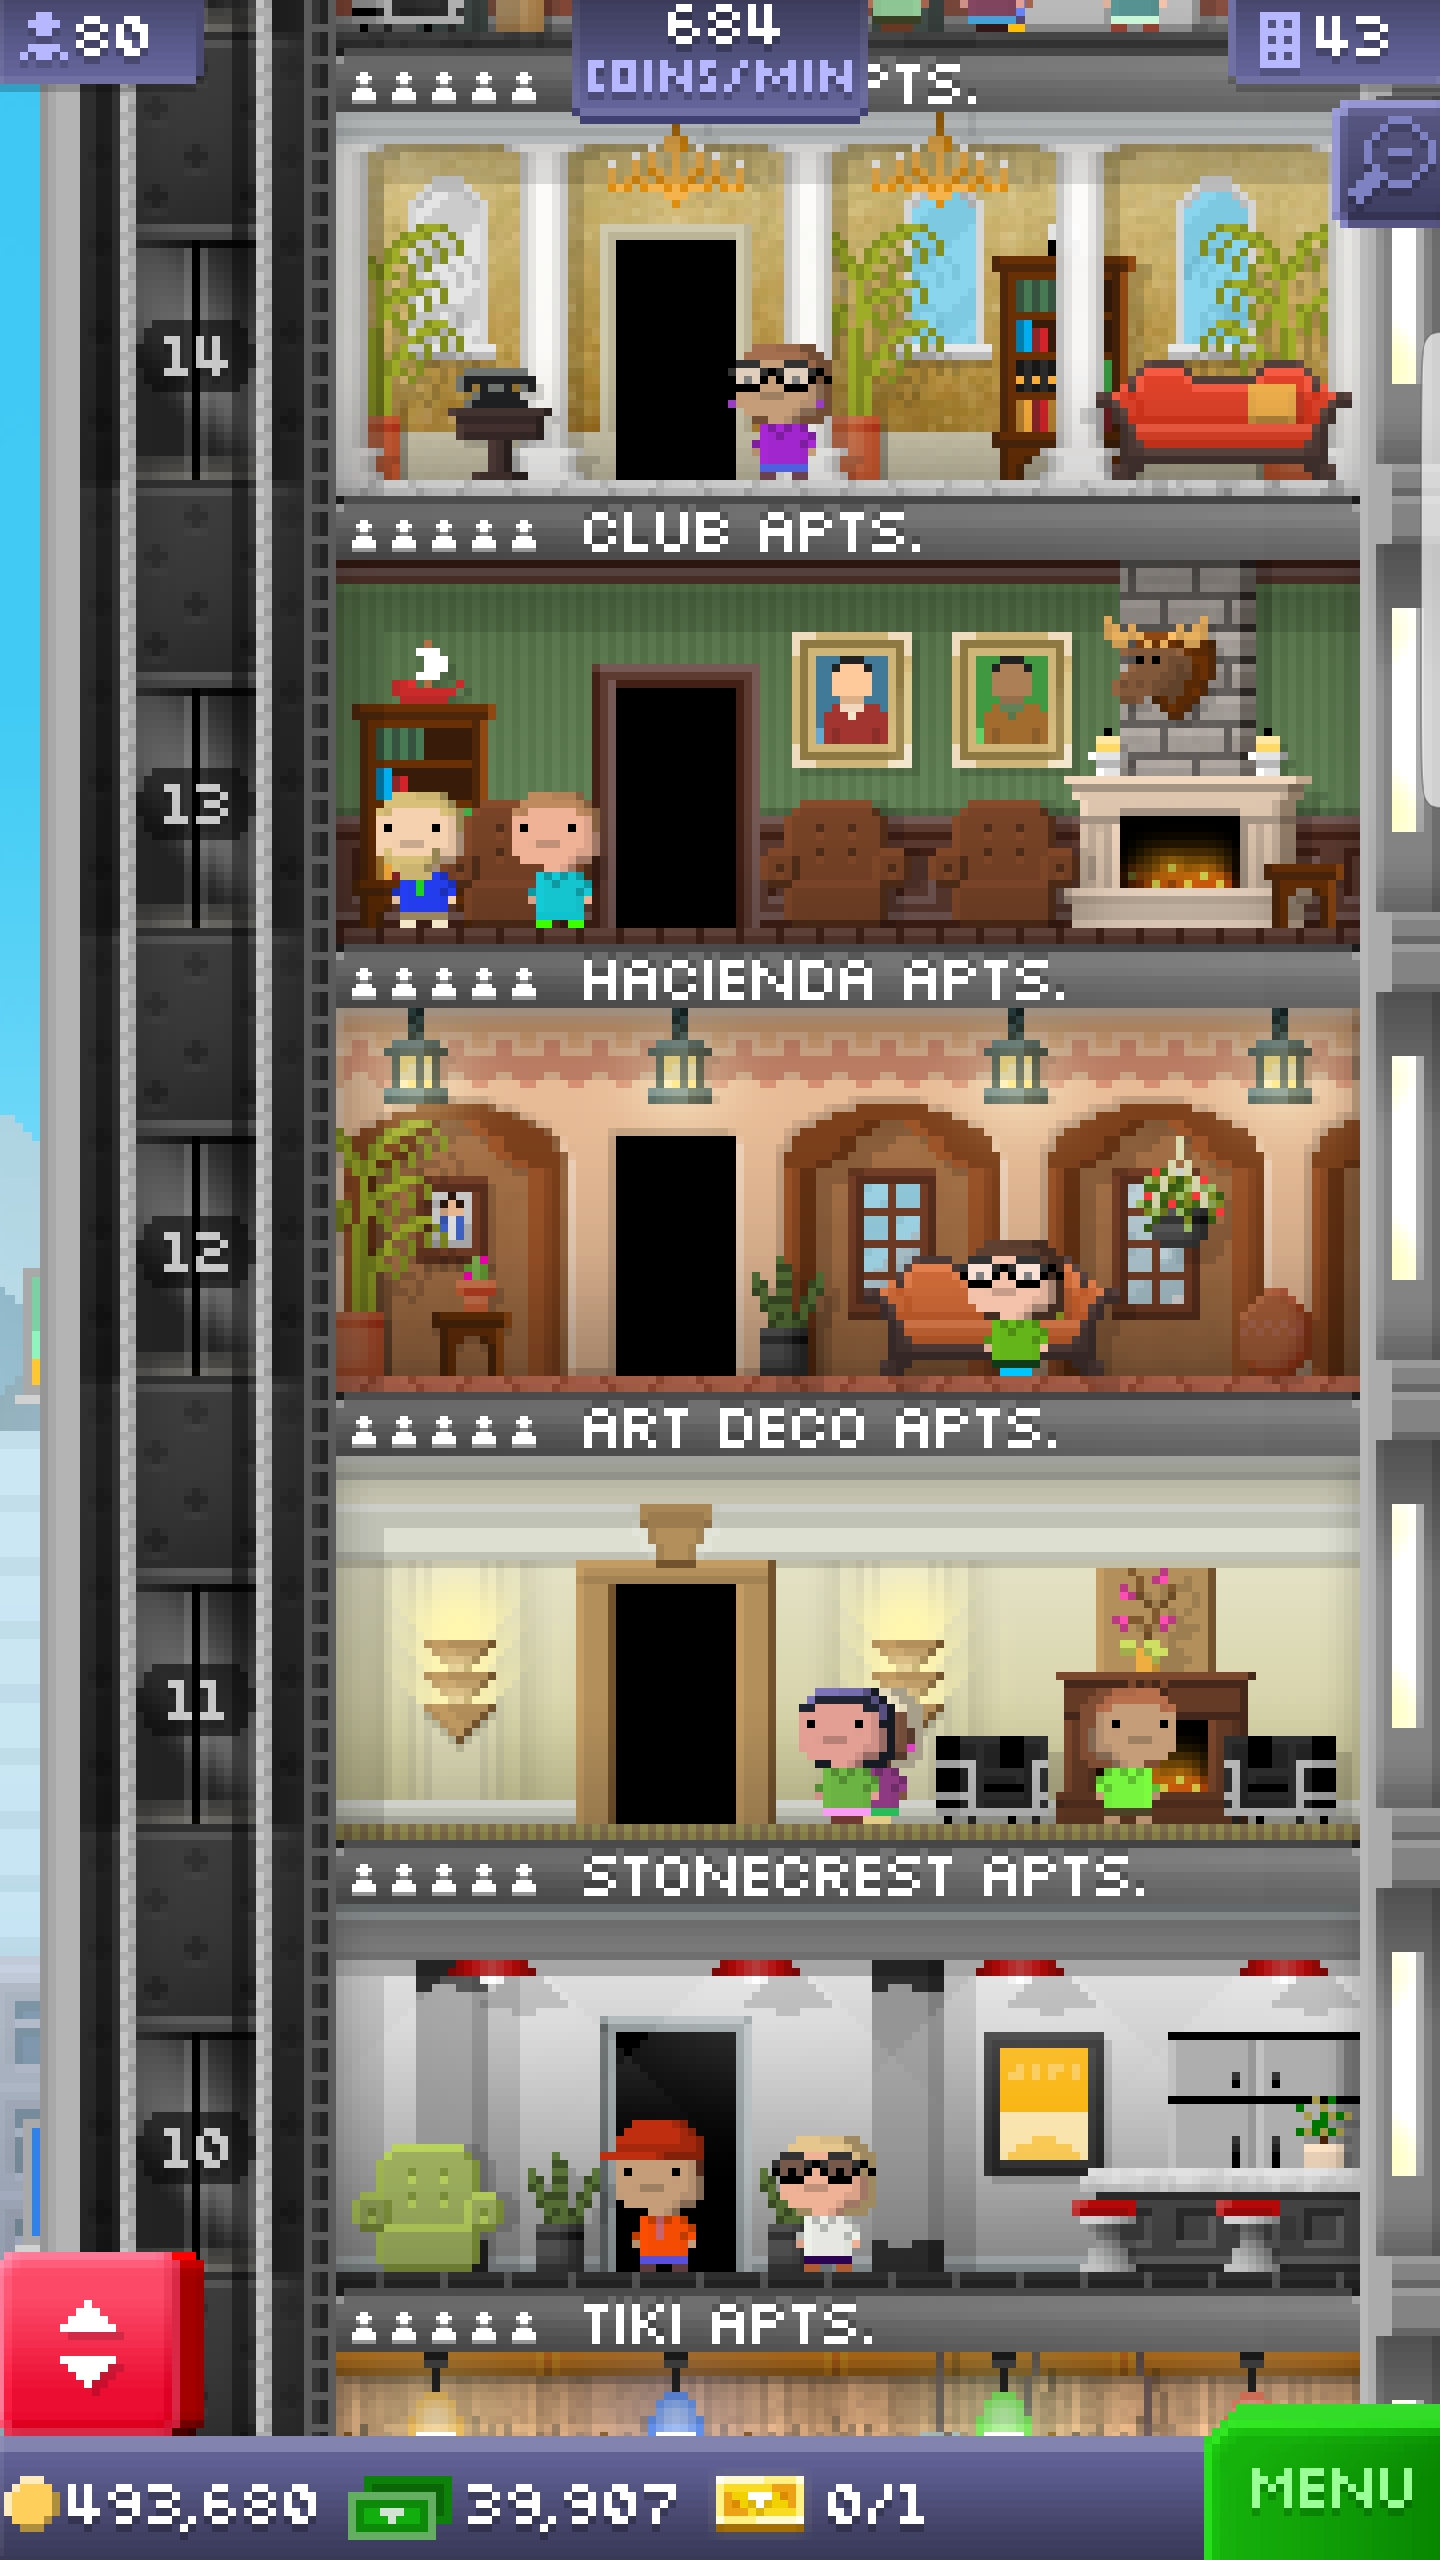 80
684
COINS/MIN
43
PTS.
14
CLUB APTS.
13
HACIENDA APTS.
12
ART DECO APTS.
11
STONECREST APTS.
10
TIKI APTS.
493,680
39,907
0/1
MENU